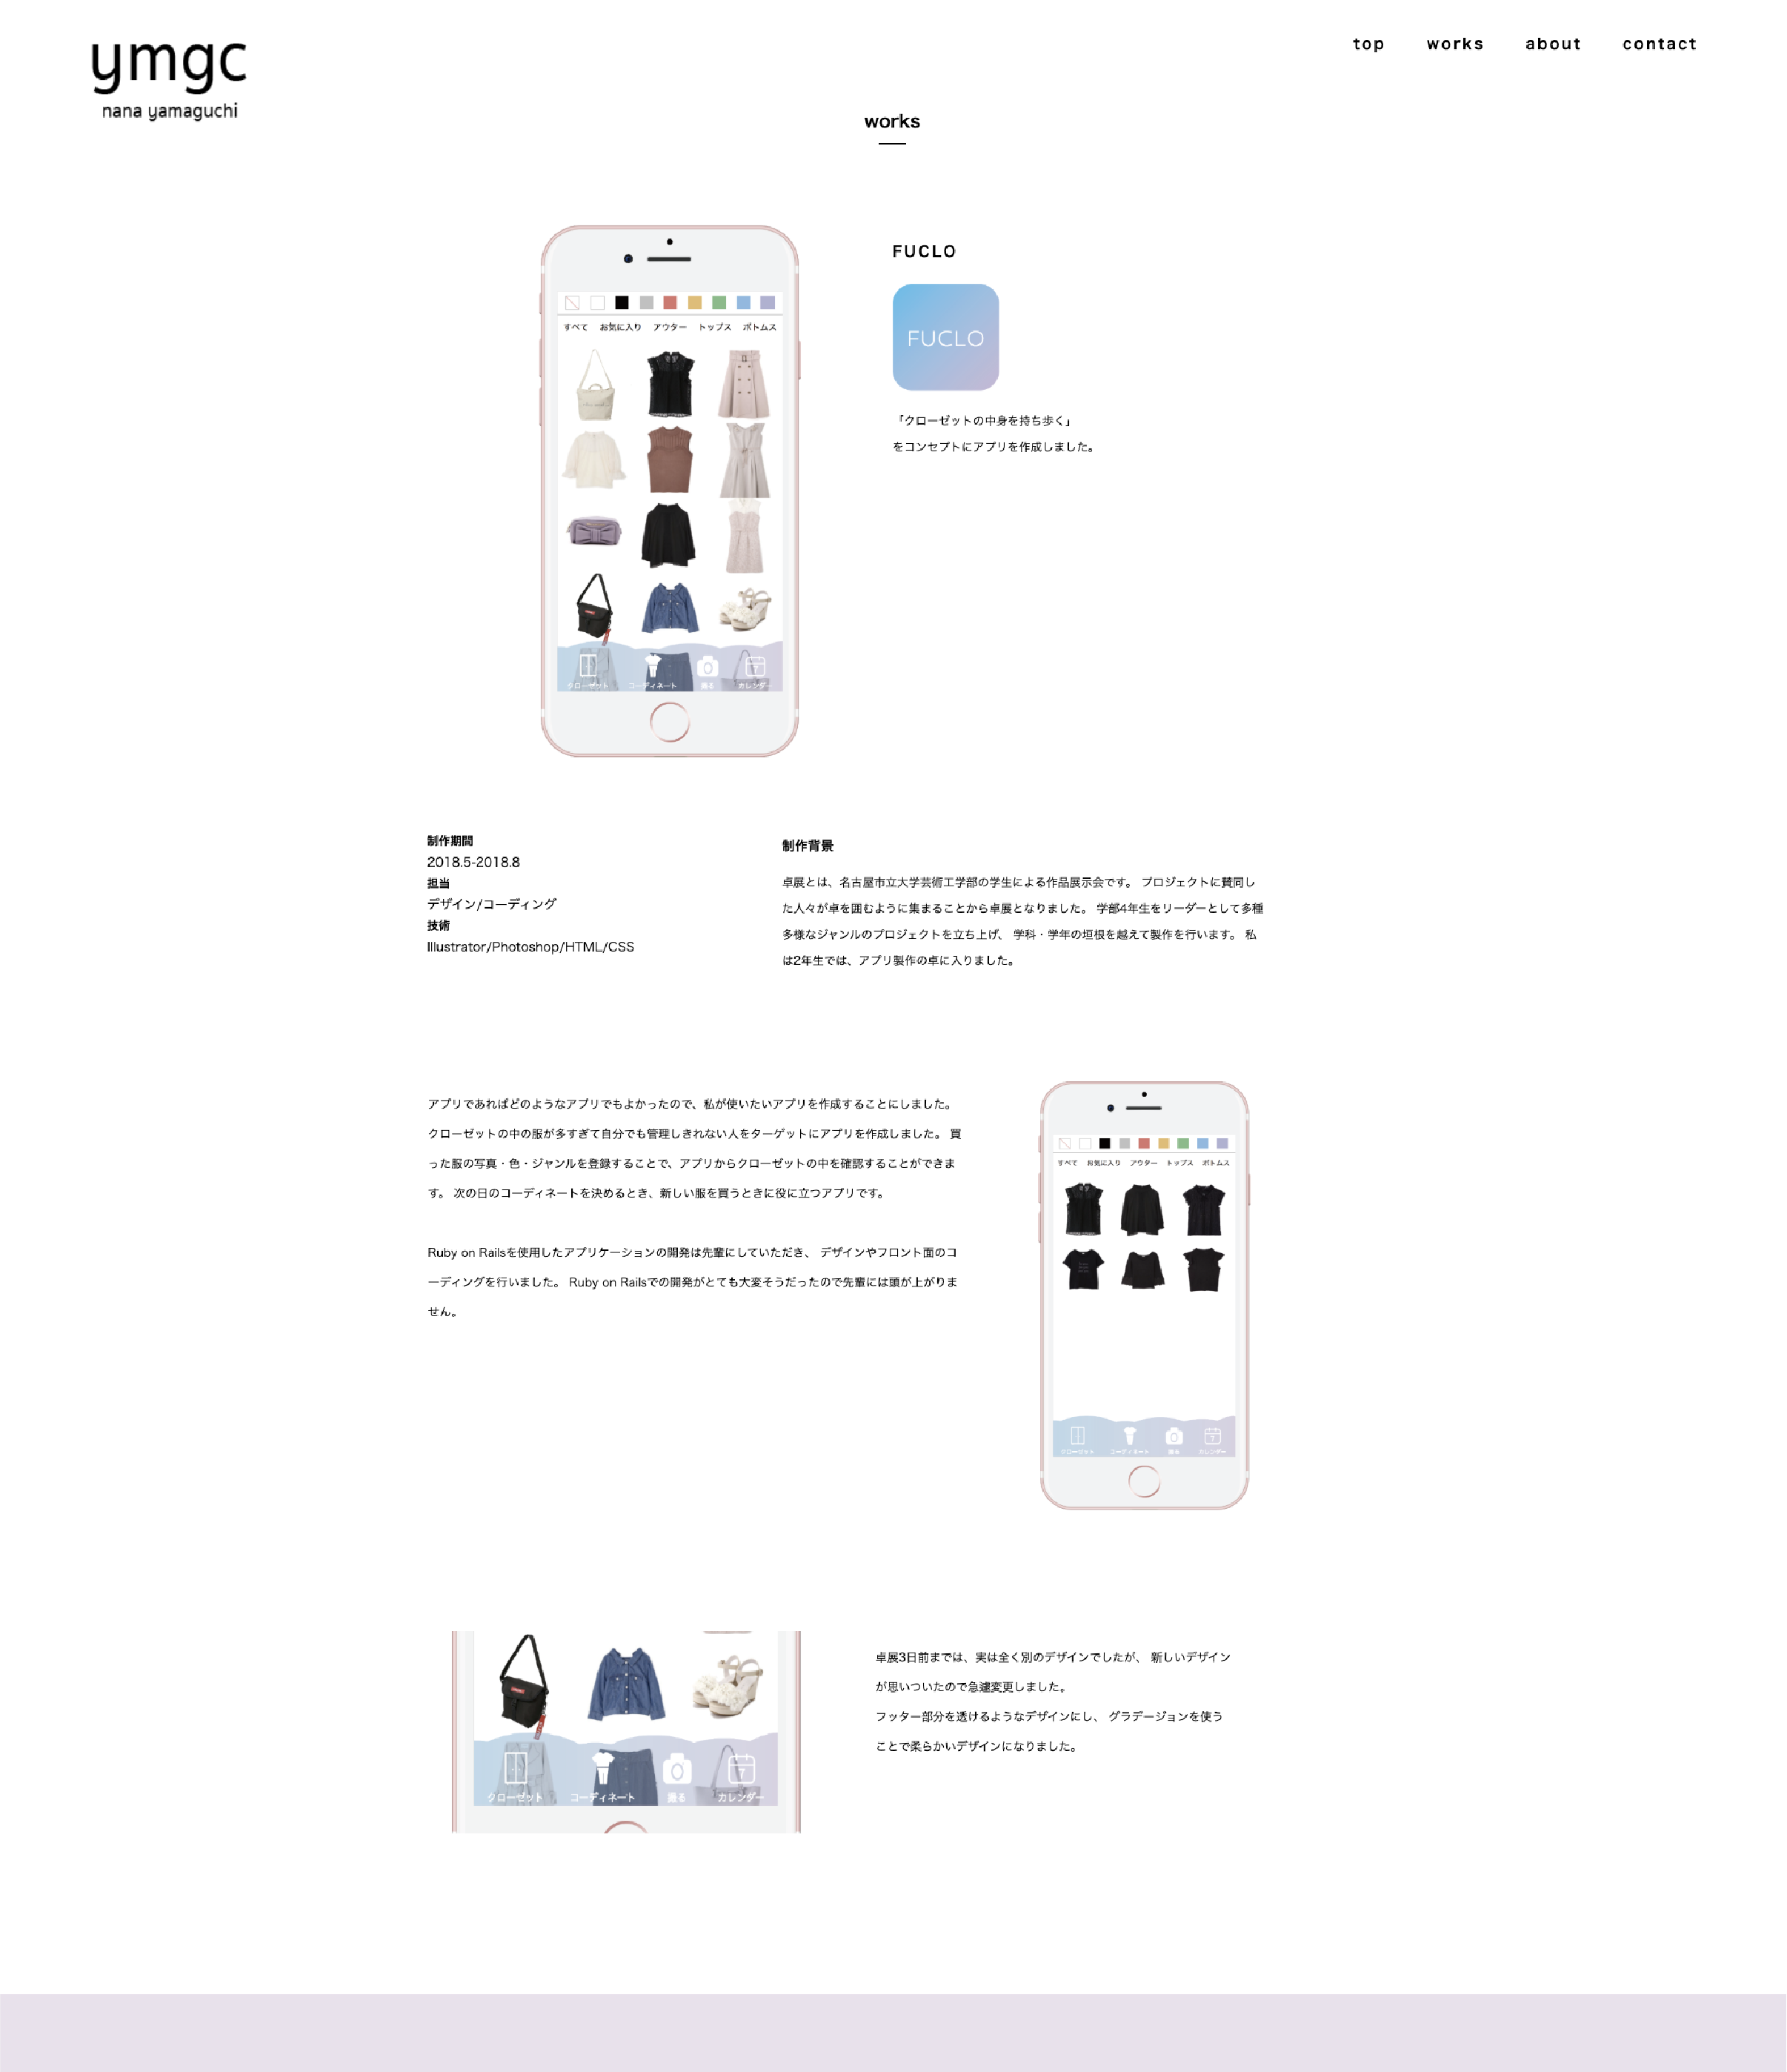 ymgc
nana yamaguchi
top works about contact
works
すべて お気に入り アウター トップス ボトムス
クローゼット コーディネート 撮る カレンダー
FUCLO
FUCLO
「クローゼットの中身を持ち歩く」
をコンセプトにアプリを作成しました。
制作期間
2018.5-2018.8
担当
デザイン/コーディング
技術
Illustrator/Photoshop/HTML/CSS
制作背景
卓展とは、名古屋市立大学芸術工学部の学生による作品展示会です。 プロジェクトに賛同し
た人々が卓を囲むように集まることから卓展となりました。 学部4年生をリーダーとして多種
多様なジャンルのプロジェクトを立ち上げ、 学科・学年の垣根を越えて製作を行います。 私
は2年生では、アプリ製作の卓に入りました。
アプリであればどのようなアプリでもよかったので、私が使いたいアプリを作成することにしました。
クローゼットの中の服が多すぎて自分でも管理しきれない人をターゲットにアプリを作成しました。 買
った服の写真・色・ジャンルを登録することで、アプリからクローゼットの中を確認することができま
す。 次の日のコーディネートを決めるとき、新しい服を買うときに役に立つアプリです。
Ruby on Railsを使用したアプリケーションの開発は先輩にしていただき、 デザインやフロント面のコ
ーディングを行いました。 Ruby on Railsでの開発がとても大変そうだったので先輩には頭が上がりま
せん。
すべて お気に入り アウター トップス ボトムス
クローゼット コーディネート 撮る カレンダー
7
クローゼット コーディネート 撮る カレンダー
卓展3日前までは、実は全く別のデザインでしたが、 新しいデザイン
が思いついたので急遽変更しました。
フッター部分を透けるようなデザインにし、 グラデージョンを使う
ことで柔らかいデザインになりました。